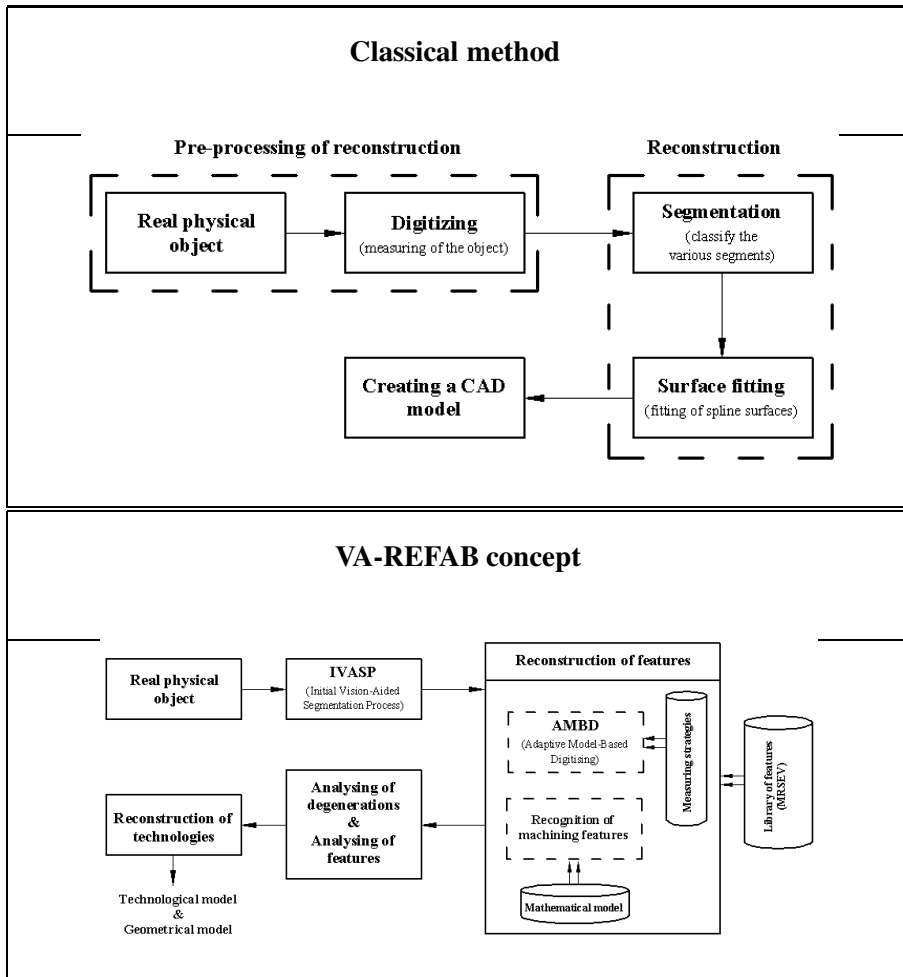 Classical method
Pre-processing of reconstruction
Reconstruction
Real physical
object
Digitizing
(measuring of the object)
Segmentation
(classify the
various segments)
Creating a CAD
model
Surface fitting
(fitting of spline surfaces)
VA-REFAB concept
Real physical
object
IVASP
(Initial Vision-Aided
Segmentation Process)
Reconstruction of features
AMBD
(Adaptive Model-Based
Digitising)
Measuring strategies
Library of features
(MRSEV)
Recognition of
machining features
Mathematical model
Analysing of
degenerations
&
Analysing of
features
Reconstruction of
technologies
Technological model
&
Geometrical model